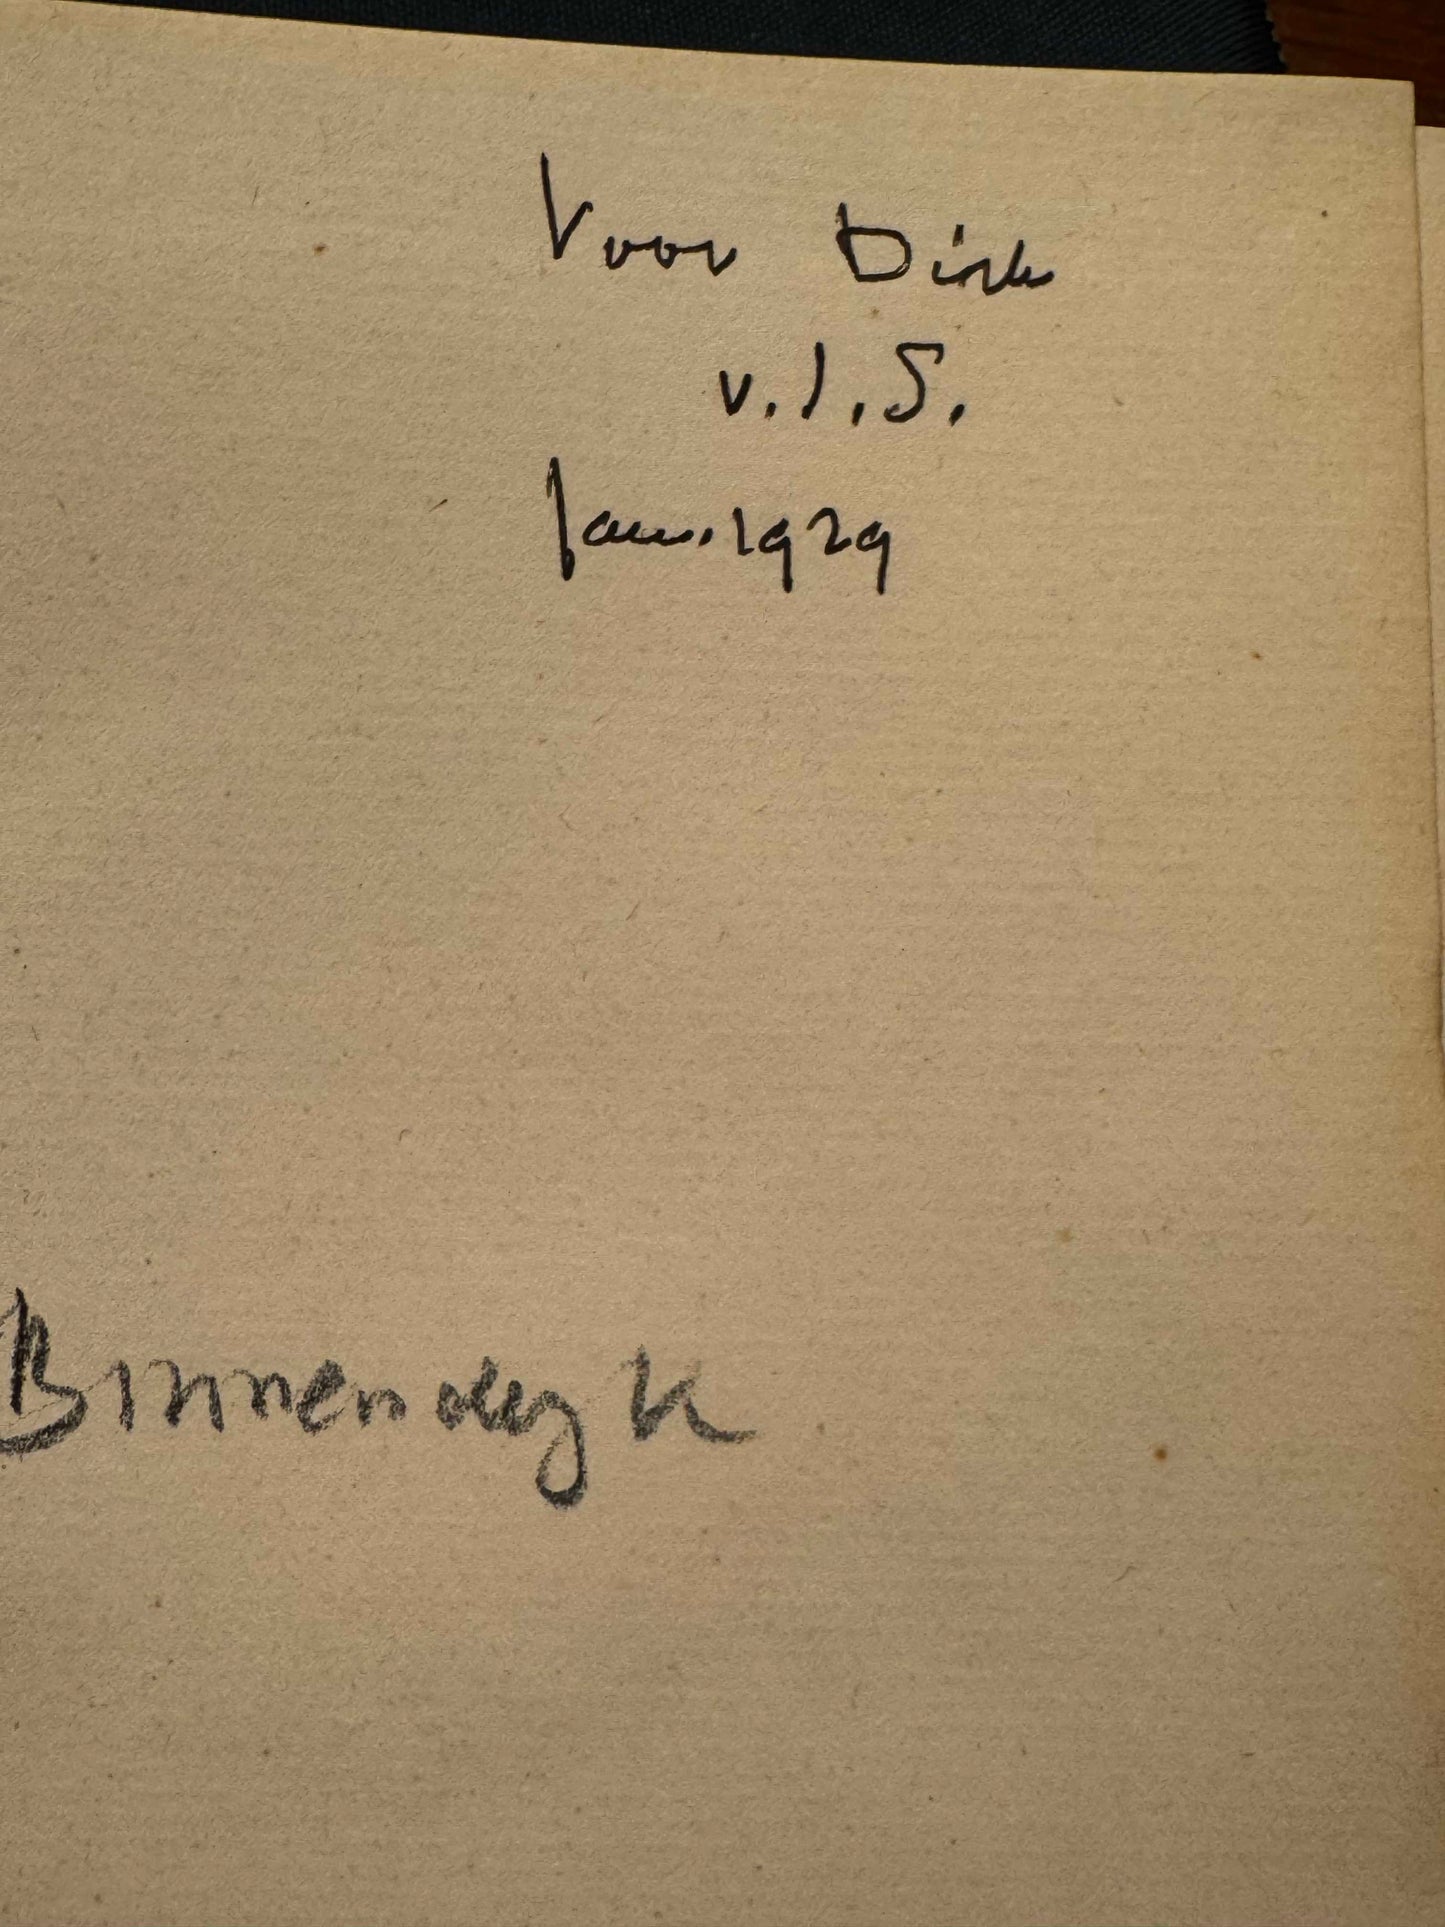 Voor Dirk
v. J. S.
Jan. 1929
Binnendijk